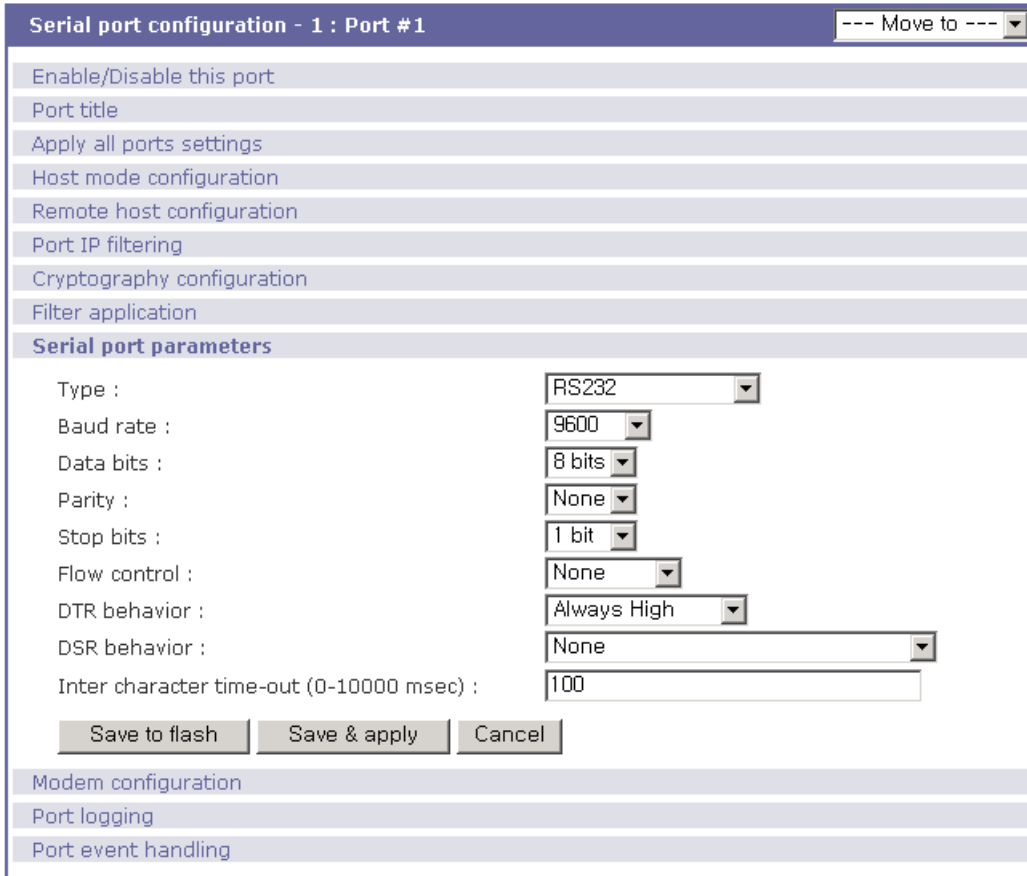 Serial port configuration - 1 : Port #1 --- Move to ---
Enable/Disable this port
Port title
Apply all ports settings
Host mode configuration
Remote host configuration
Port IP filtering
Cryptography configuration
Filter application
Serial port parameters
Type : RS232
Baud rate : 9600
Data bits : 8 bits
Parity : None
Stop bits : 1 bit
Flow control : None
DTR behavior : Always High
DSR behavior : None
Inter character time-out (0-10000 msec) : 100
Save to flash Save & apply Cancel
Modem configuration
Port logging
Port event handling